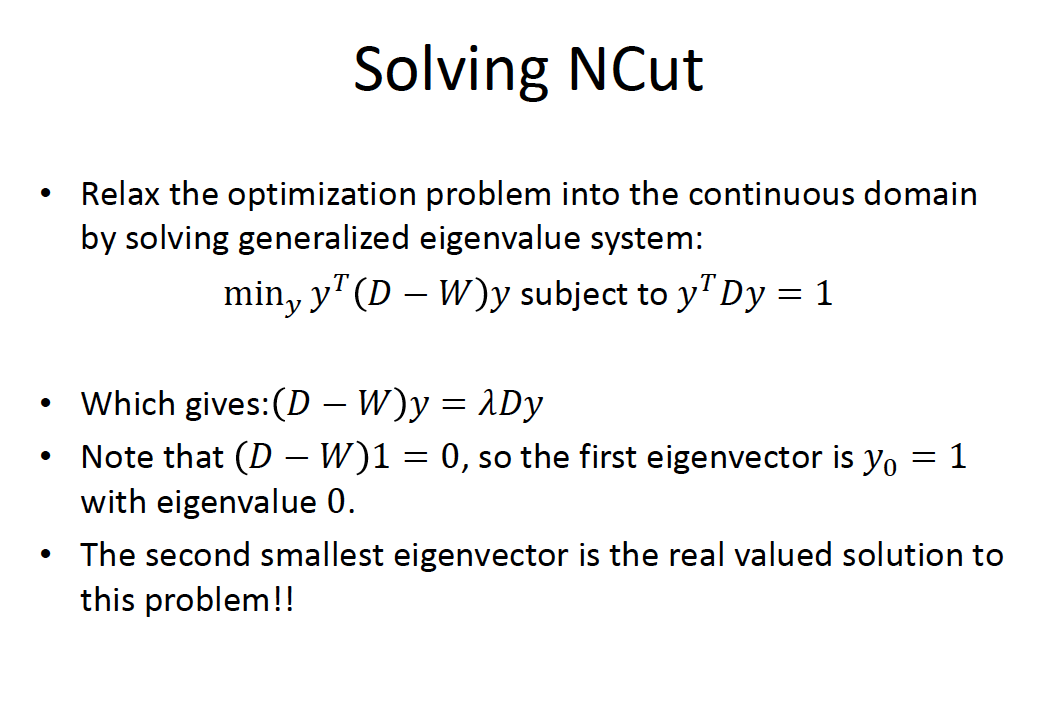 Solving NCut
• Relax the optimization problem into the continuous domain
by solving generalized eigenvalue system:
min_y y^T(D − W)y subject to y^T Dy = 1
• Which gives:(D − W)y = λDy
• Note that (D − W)1 = 0, so the first eigenvector is y₀ = 1
with eigenvalue 0.
• The second smallest eigenvector is the real valued solution to
this problem!!